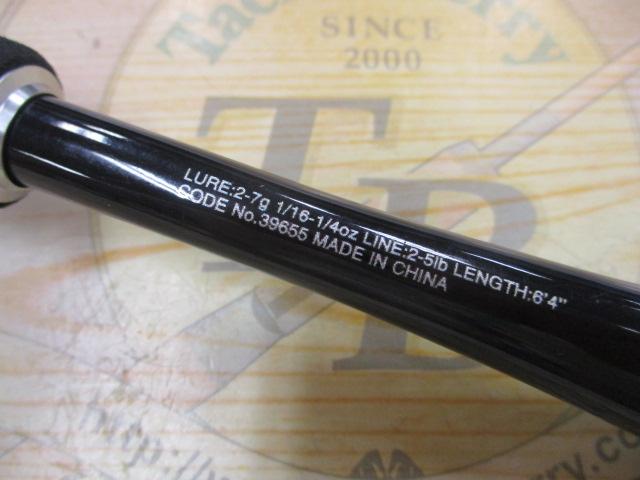 SINCE
2000
TB
LURE:2-7g 1/16-1/4oz LINE:2-5lb LENGTH:6'4"
CODE No.39655 MADE IN CHINA